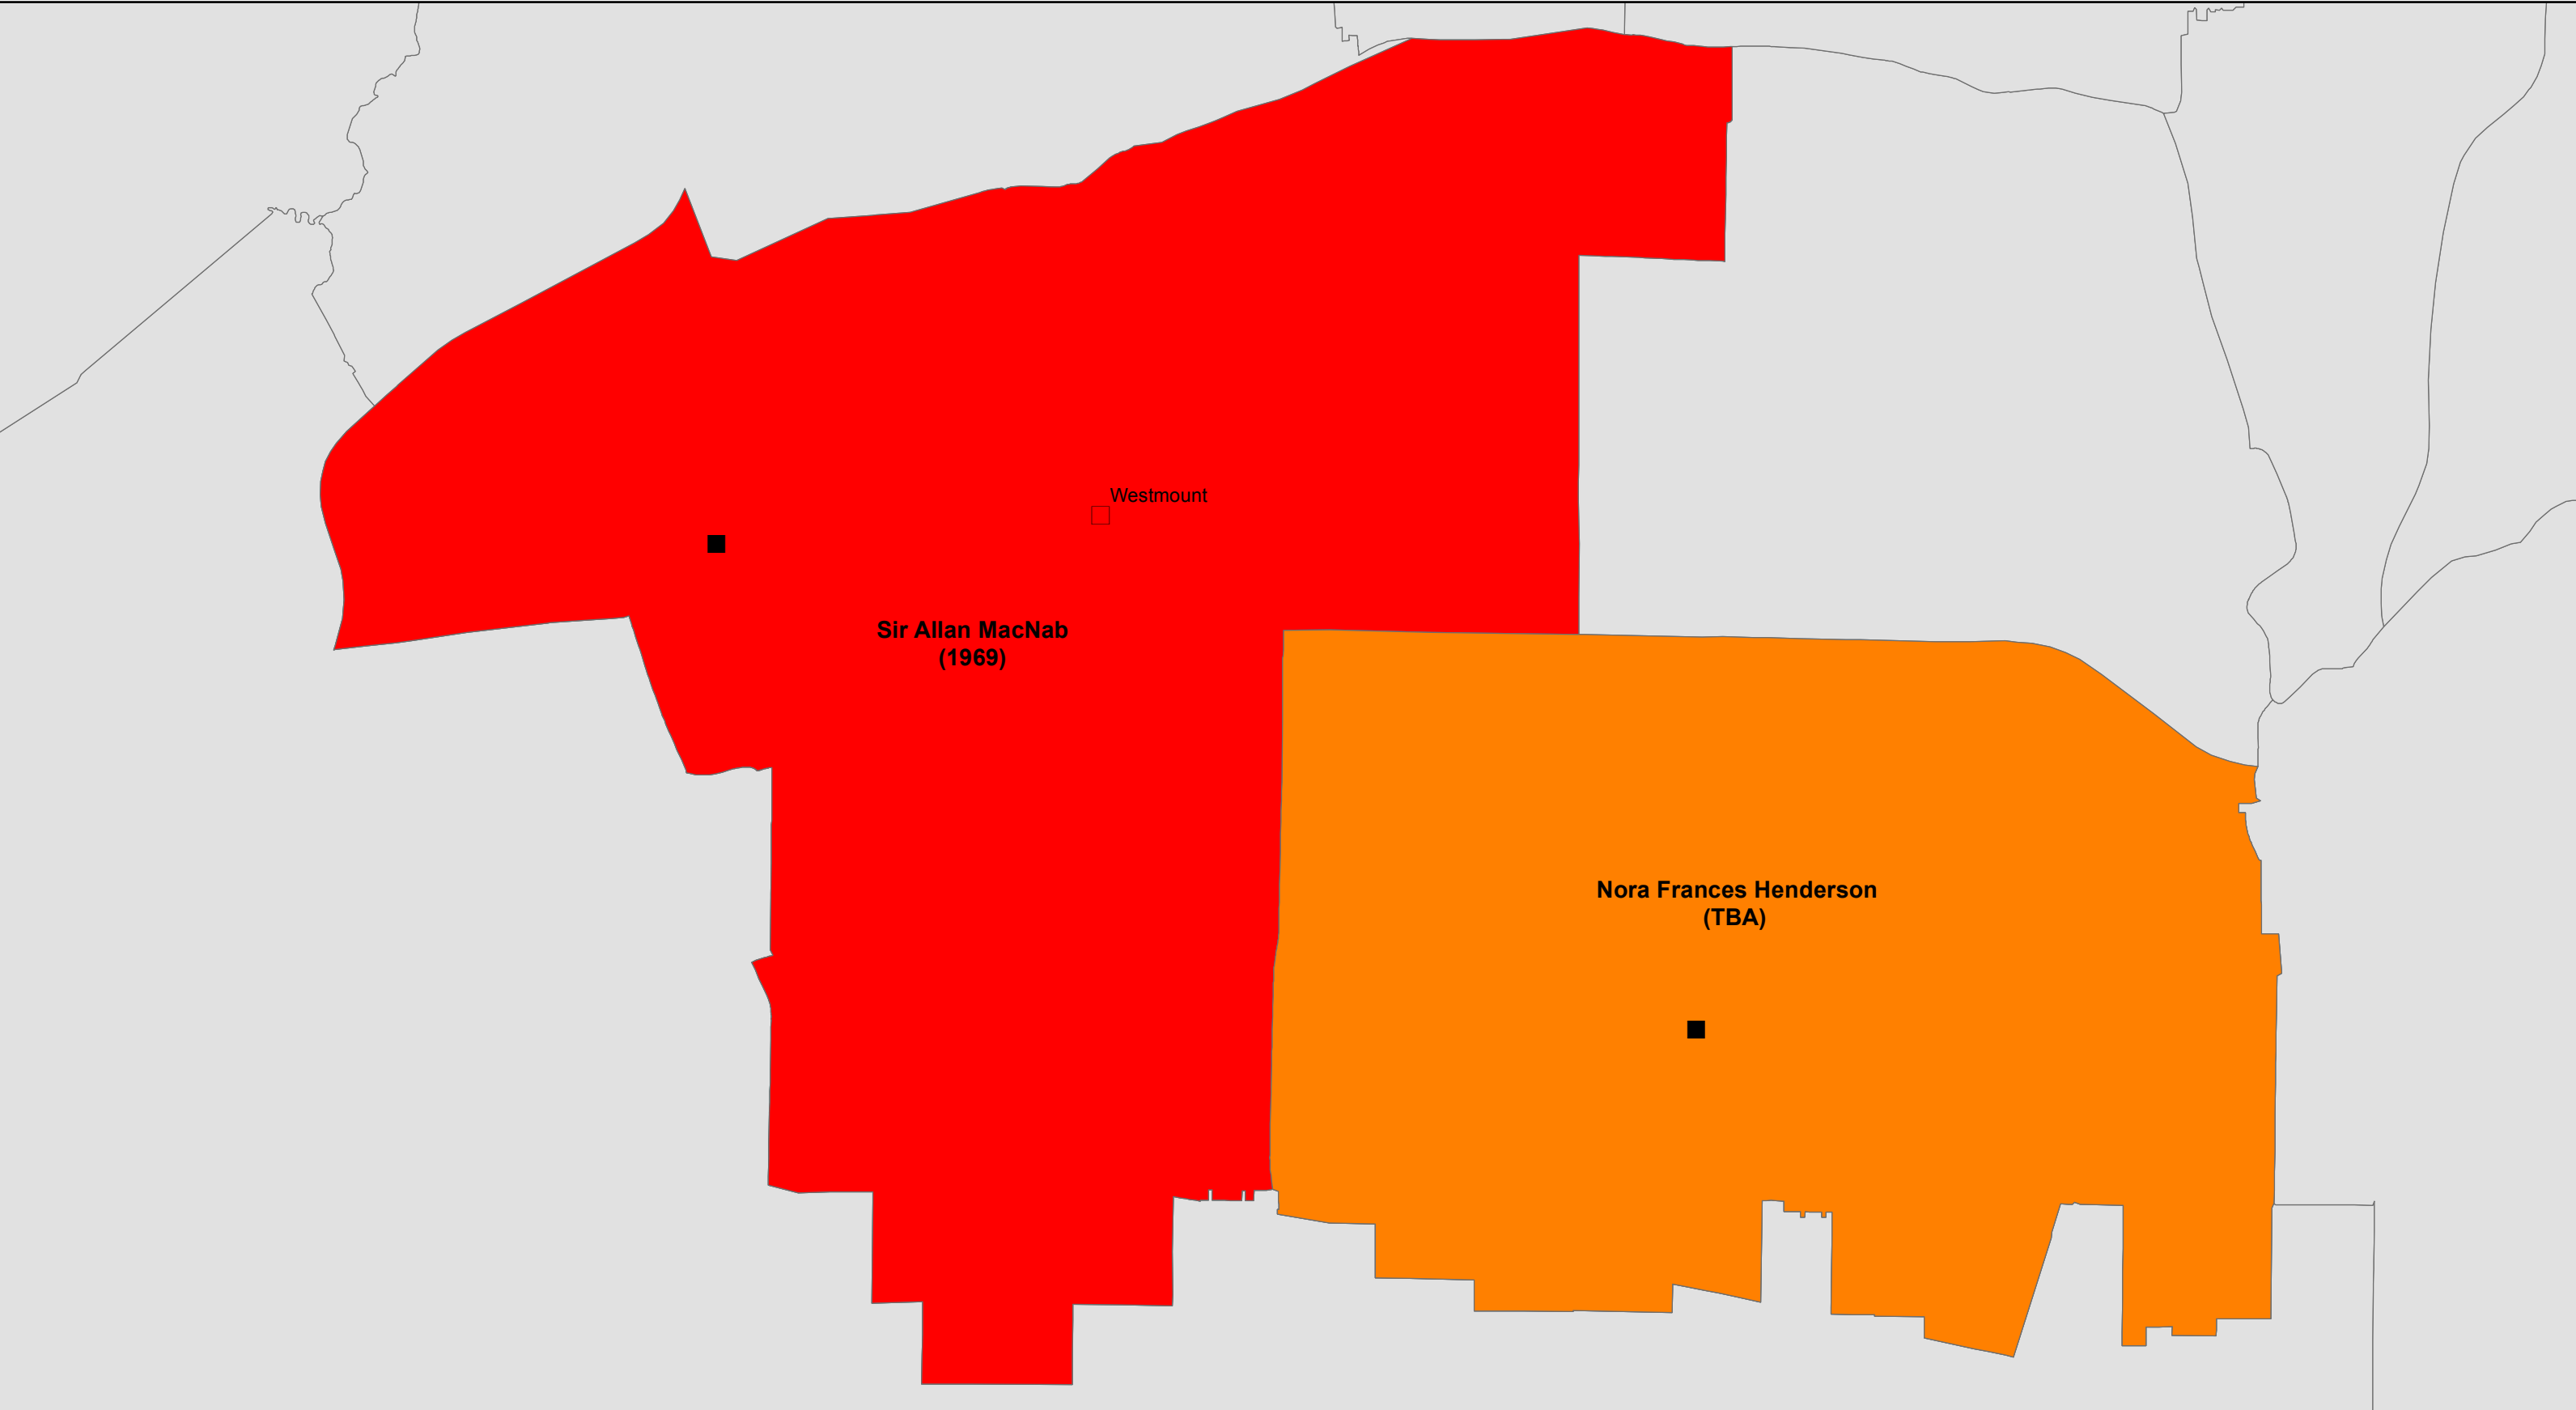 Westmount
Sir Allan MacNab
(1969)
Nora Frances Henderson
(TBA)